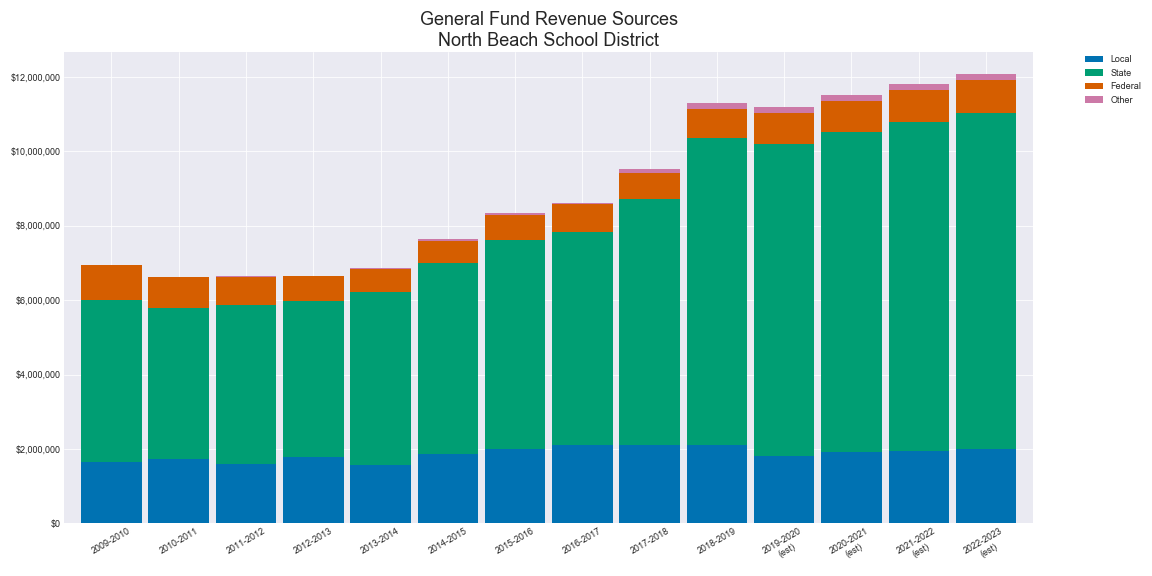 General Fund Revenue Sources
North Beach School District
$12,000,000
$10,000,000
$8,000,000
$6,000,000
$4,000,000
$2,000,000
$0
2009-2010
2010-2011
2011-2012
2012-2013
2013-2014
2014-2015
2015-2016
2016-2017
2017-2018
2018-2019
2019-2020
(est)
2020-2021
(est)
2021-2022
(est)
2022-2023
(est)
Local
State
Federal
Other